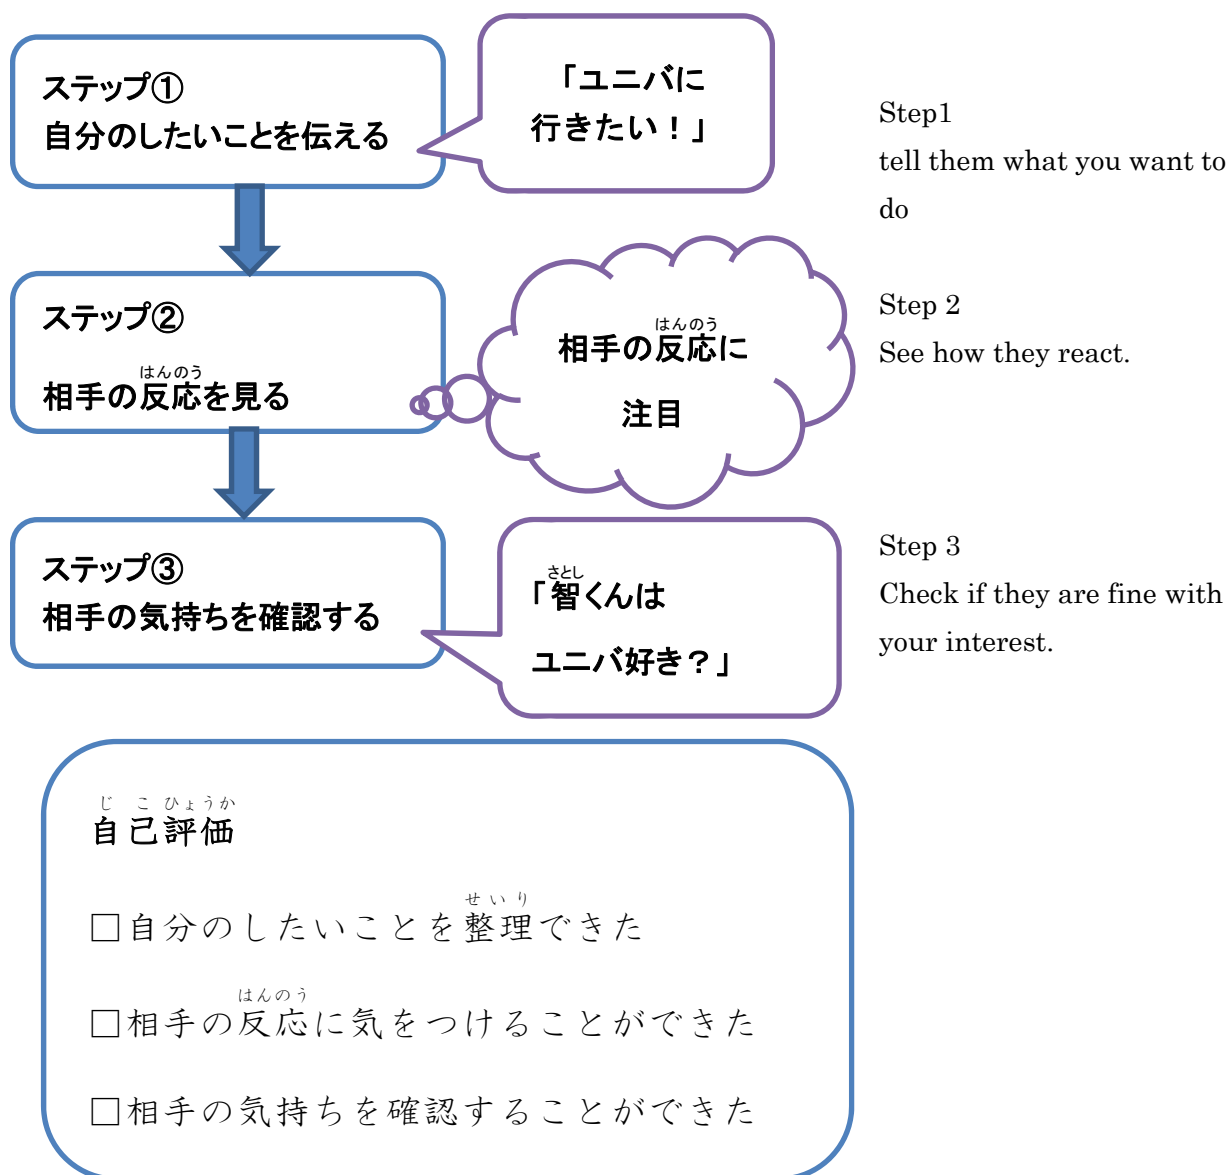 ステップ①
自分のしたいことを伝える
「ユニバに
行きたい！」
Step1
tell them what you want to
do
ステップ②
はんのう
相手の反応を見る
はんのう
相手の反応に
注目
Step 2
See how they react.
ステップ③
相手の気持ちを確認する
さとし
「智くんは
ユニバ好き？」
Step 3
Check if they are fine with
your interest.
じこひょうか
自己評価
せいり
□自分のしたいことを整理できた
はんのう
□相手の反応に気をつけることができた
□相手の気持ちを確認することができた